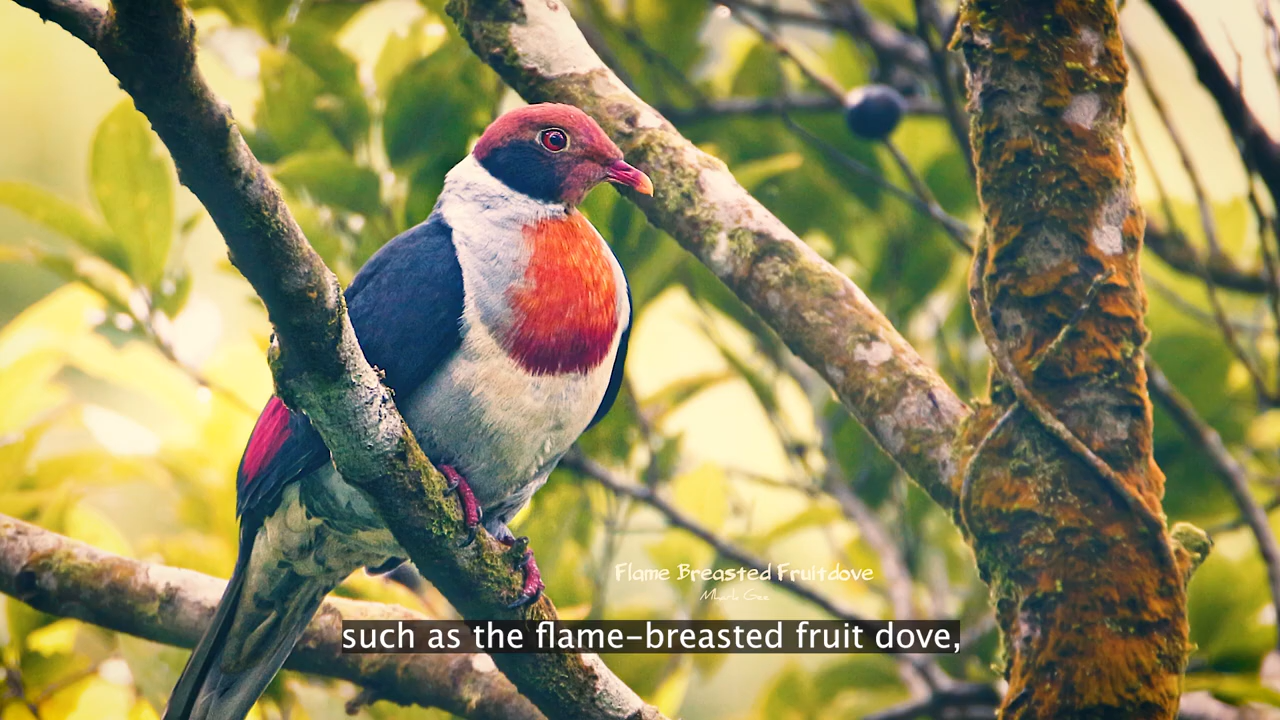 Flame Breasted Fruitdove
such as the flame-breasted fruit dove,